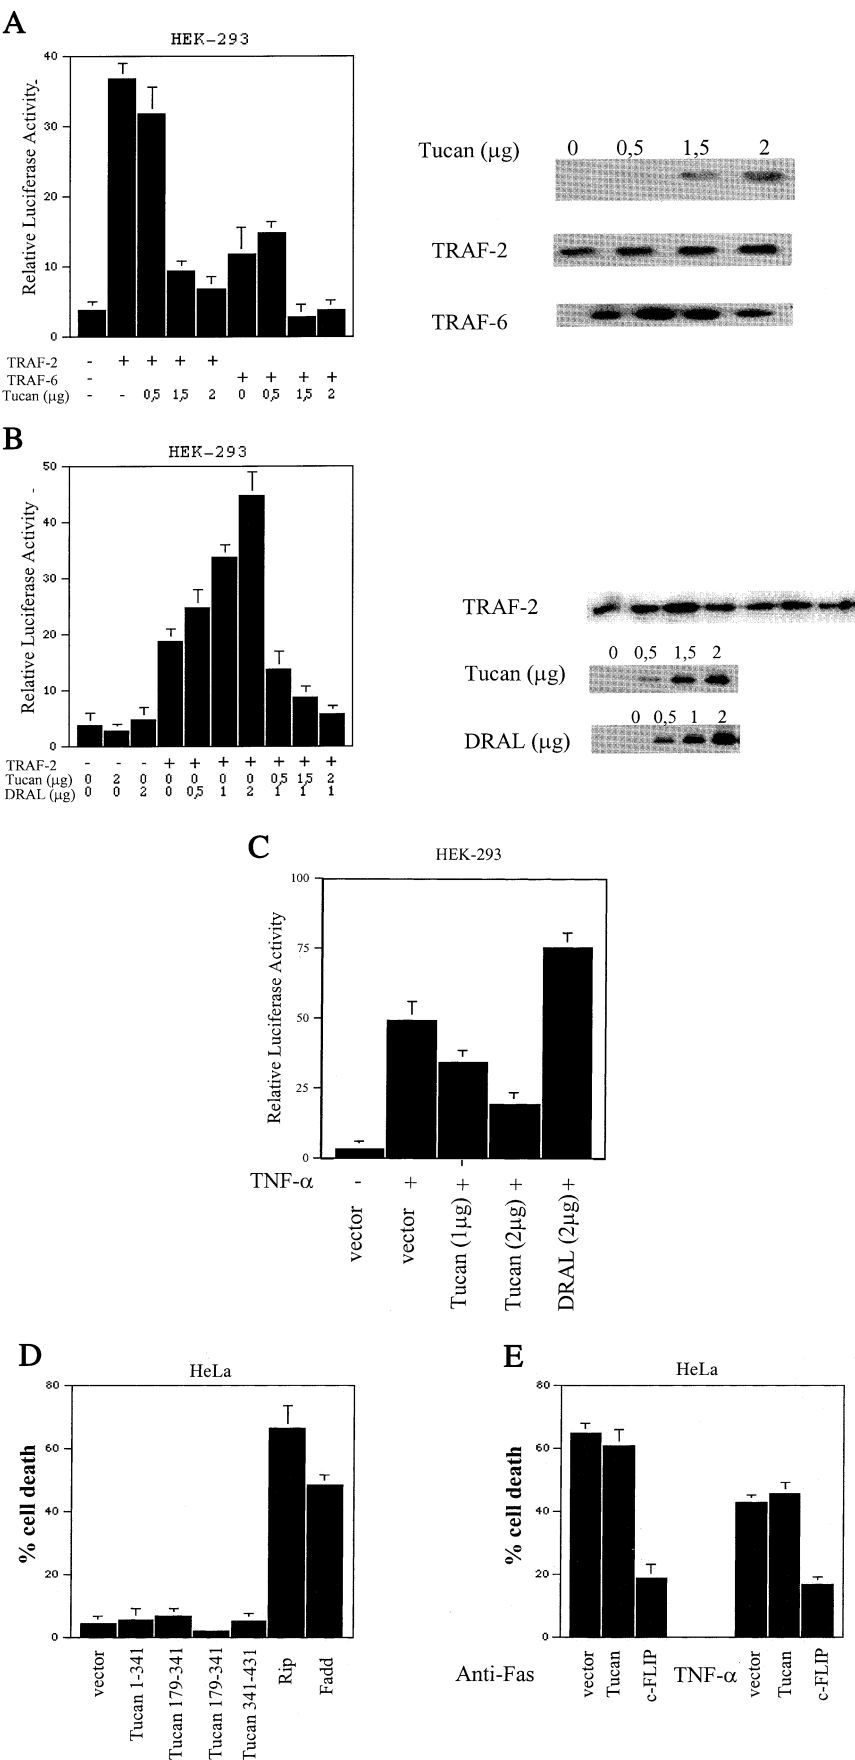 A
HEK-293
Relative Luciferase Activity
40
30
20
10
0
TRAF-2 - + + + +
TRAF-6 - + + + +
Tucan (µg) - - 0,5 1,5 2 0 0,5 1,5 2
Tucan (µg) 0 0,5 1,5 2
TRAF-2
TRAF-6
B
HEK-293
Relative Luciferase Activity
50
40
30
20
10
0
TRAF-2 - - - + + + + + + +
Tucan (µg) 0 2 0 0 0 0 0 0,5 1,5 2
DRAL (µg) 0 0 2 0 0,5 1 2 1 1 1
TRAF-2
0 0,5 1,5 2
Tucan (µg)
0 0,5 1 2
DRAL (µg)
C
HEK-293
Relative Luciferase Activity
100
75
50
25
0
TNF-α - + + + +
vector
vector
Tucan (1µg)
Tucan (2µg)
DRAL (2µg)
D
HeLa
% cell death
80
60
40
20
0
vector
Tucan 1-341
Tucan 179-341
Tucan 179-341
Tucan 341-431
Rip
Fadd
E
HeLa
% cell death
80
60
40
20
0
Anti-Fas
vector
Tucan
c-FLIP
TNF-α
vector
Tucan
c-FLIP